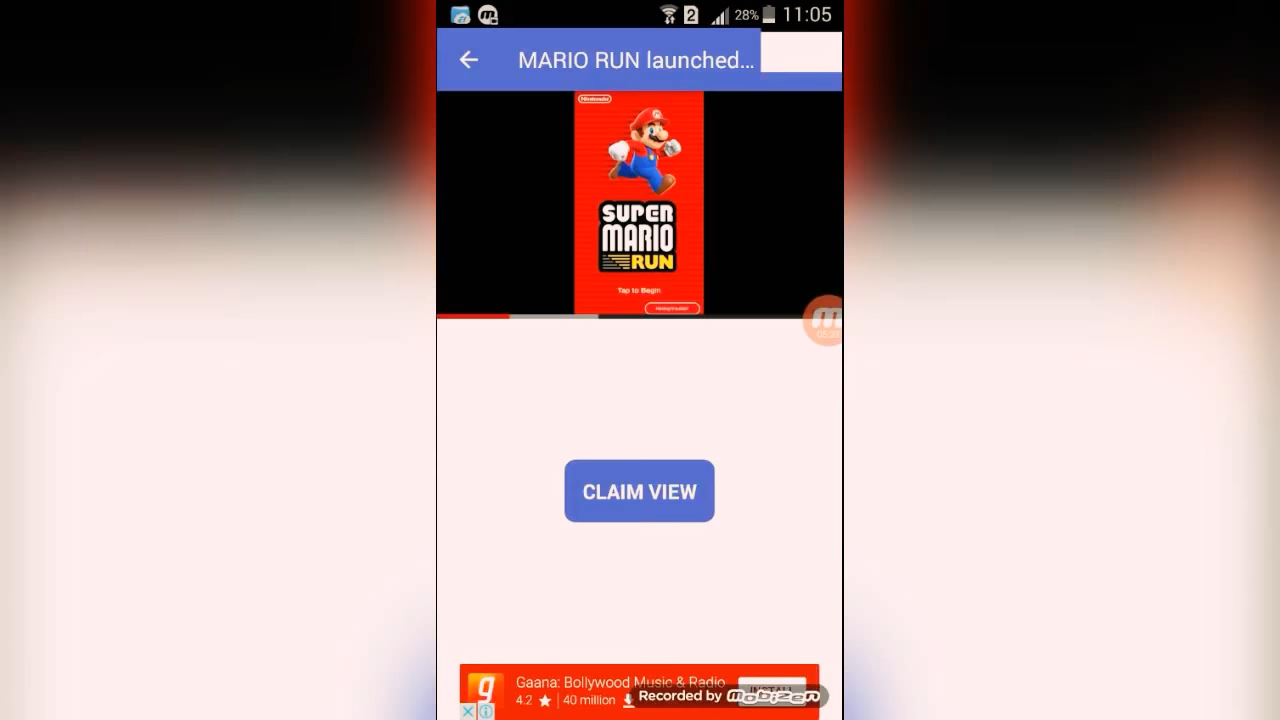 2 28% 11:05
MARIO RUN launched...
Nintendo
SUPER
MARIO
RUN
Tap to Begin
CLAIM VIEW
Gaana: Bollywood Music & Radio
4.2 ★ | 40 million
Recorded by mobizen